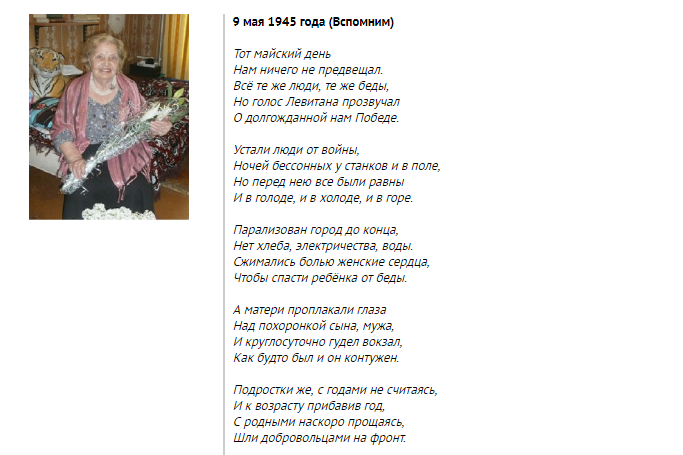 9 мая 1945 года (Вспомним)
Тот майский день
Нам ничего не предвещал.
Всё те же люди, те же беды,
Но голос Левитана прозвучал
О долгожданной нам Победе.
Устали люди от войны,
Ночей бессонных у станков и в поле,
Но перед нею все были равны
И в голоде, и в холоде, и в горе.
Парализован город до конца,
Нет хлеба, электричества, воды.
Сжимались болью женские сердца,
Чтобы спасти ребёнка от беды.
А матери проплакали глаза
Над похоронкой сына, мужа,
И круглосуточно гудел вокзал,
Как будто был и он контужен.
Подростки же, с годами не считаясь,
И к возрасту прибавив год,
С родными наскоро прощаясь,
Шли добровольцами на фронт.